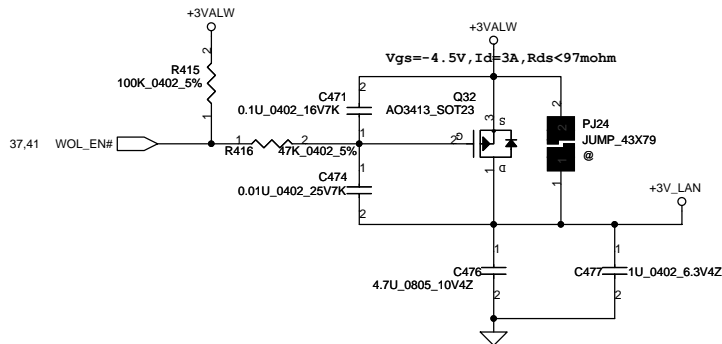 +3VALW
+3VALW
Vgs=-4.5V,Id=3A,Rds<97mohm
2
R415
100K_0402_5%
1
C471
0.1U_0402_16V7K
2
1
Q32
AO3413_SOT23
3
S
G
2
D
1
2
PJ24
JUMP_43X79
@
2
1
1
37,41 WOL_EN#
1 2
R416 47K_0402_5%
C474
0.01U_0402_25V7K
1
2
+3V_LAN
1
C476
4.7U_0805_10V4Z
2
1
C477
1U_0402_6.3V4Z
2